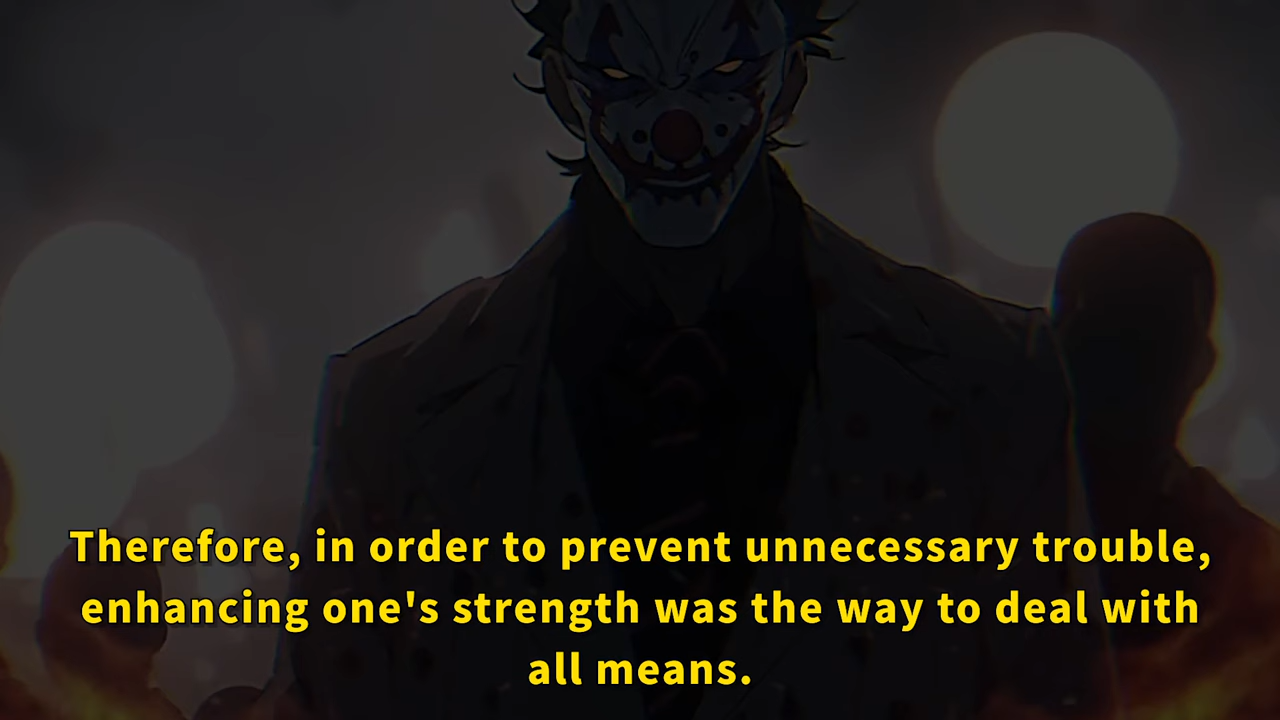 Therefore, in order to prevent unnecessary trouble,
enhancing one's strength was the way to deal with
all means.